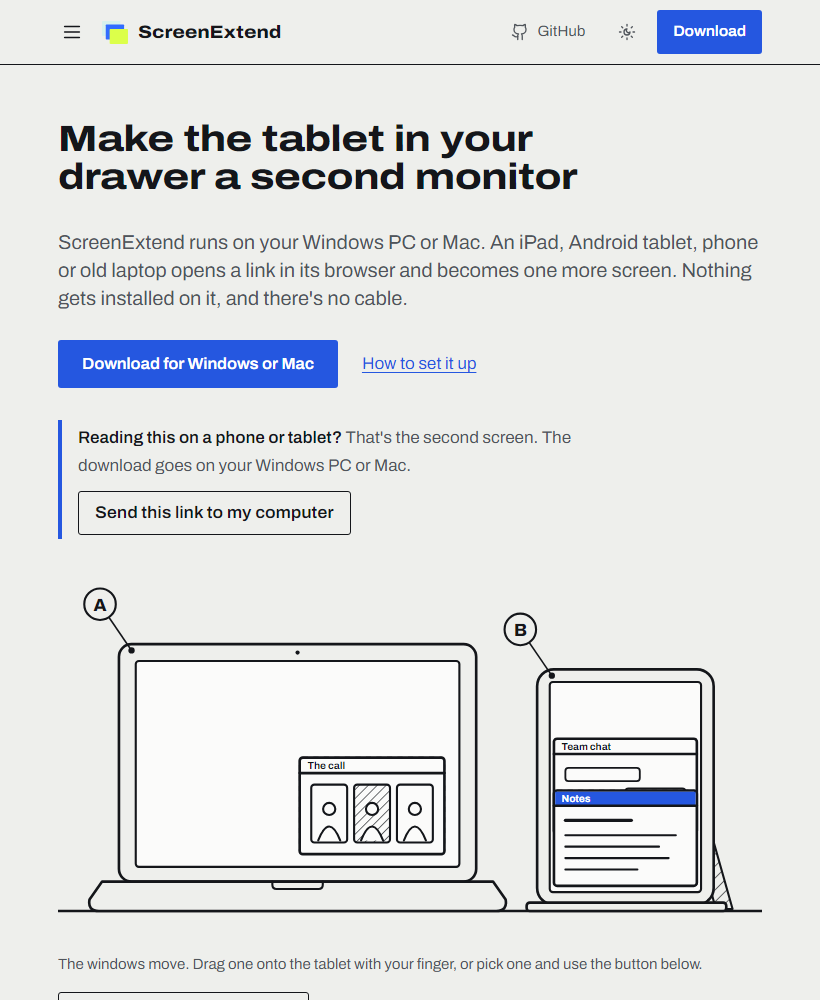 ScreenExtend
GitHub
Download
Make the tablet in your
drawer a second monitor
ScreenExtend runs on your Windows PC or Mac. An iPad, Android tablet, phone
or old laptop opens a link in its browser and becomes one more screen. Nothing
gets installed on it, and there's no cable.
Download for Windows or Mac
How to set it up
Reading this on a phone or tablet? That's the second screen. The
download goes on your Windows PC or Mac.
Send this link to my computer
A
B
The call
Team chat
Notes
The windows move. Drag one onto the tablet with your finger, or pick one and use the button below.